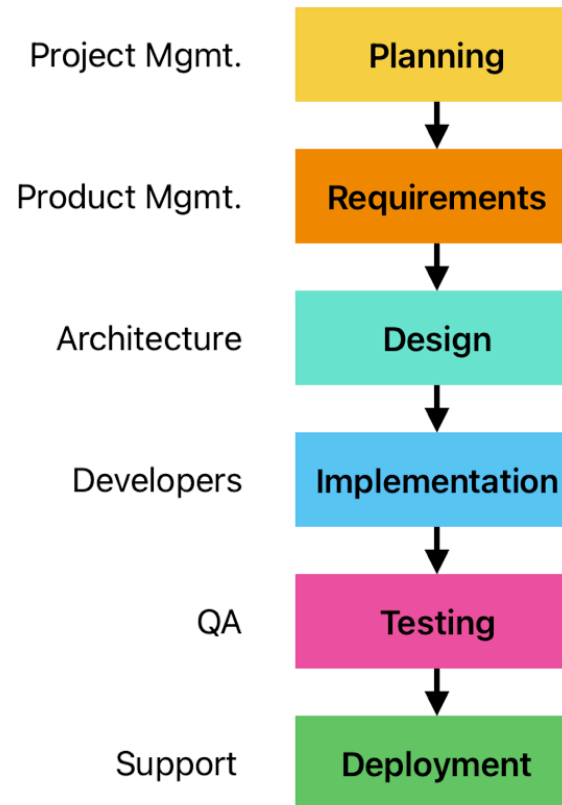 Project Mgmt. Planning
Product Mgmt. Requirements
Architecture Design
Developers Implementation
QA Testing
Support Deployment